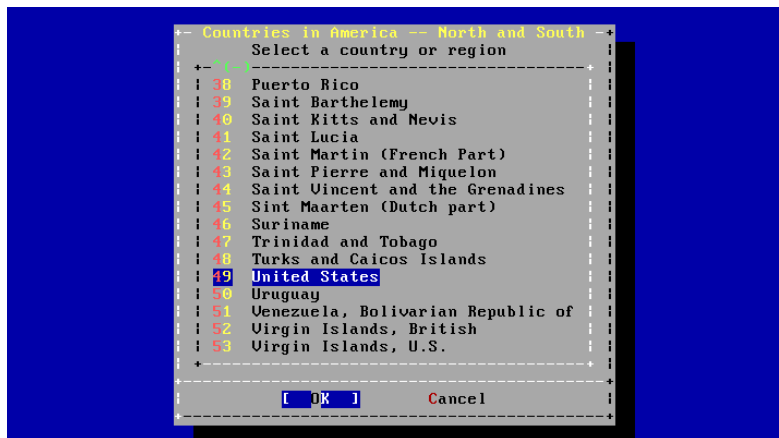 Countries in America -- North and South
Select a country or region
^(-)
38 Puerto Rico
39 Saint Barthelemy
40 Saint Kitts and Nevis
41 Saint Lucia
42 Saint Martin (French Part)
43 Saint Pierre and Miquelon
44 Saint Vincent and the Grenadines
45 Sint Maarten (Dutch part)
46 Suriname
47 Trinidad and Tobago
48 Turks and Caicos Islands
49 United States
50 Uruguay
51 Venezuela, Bolivarian Republic of
52 Virgin Islands, British
53 Virgin Islands, U.S.
[ OK ] Cancel